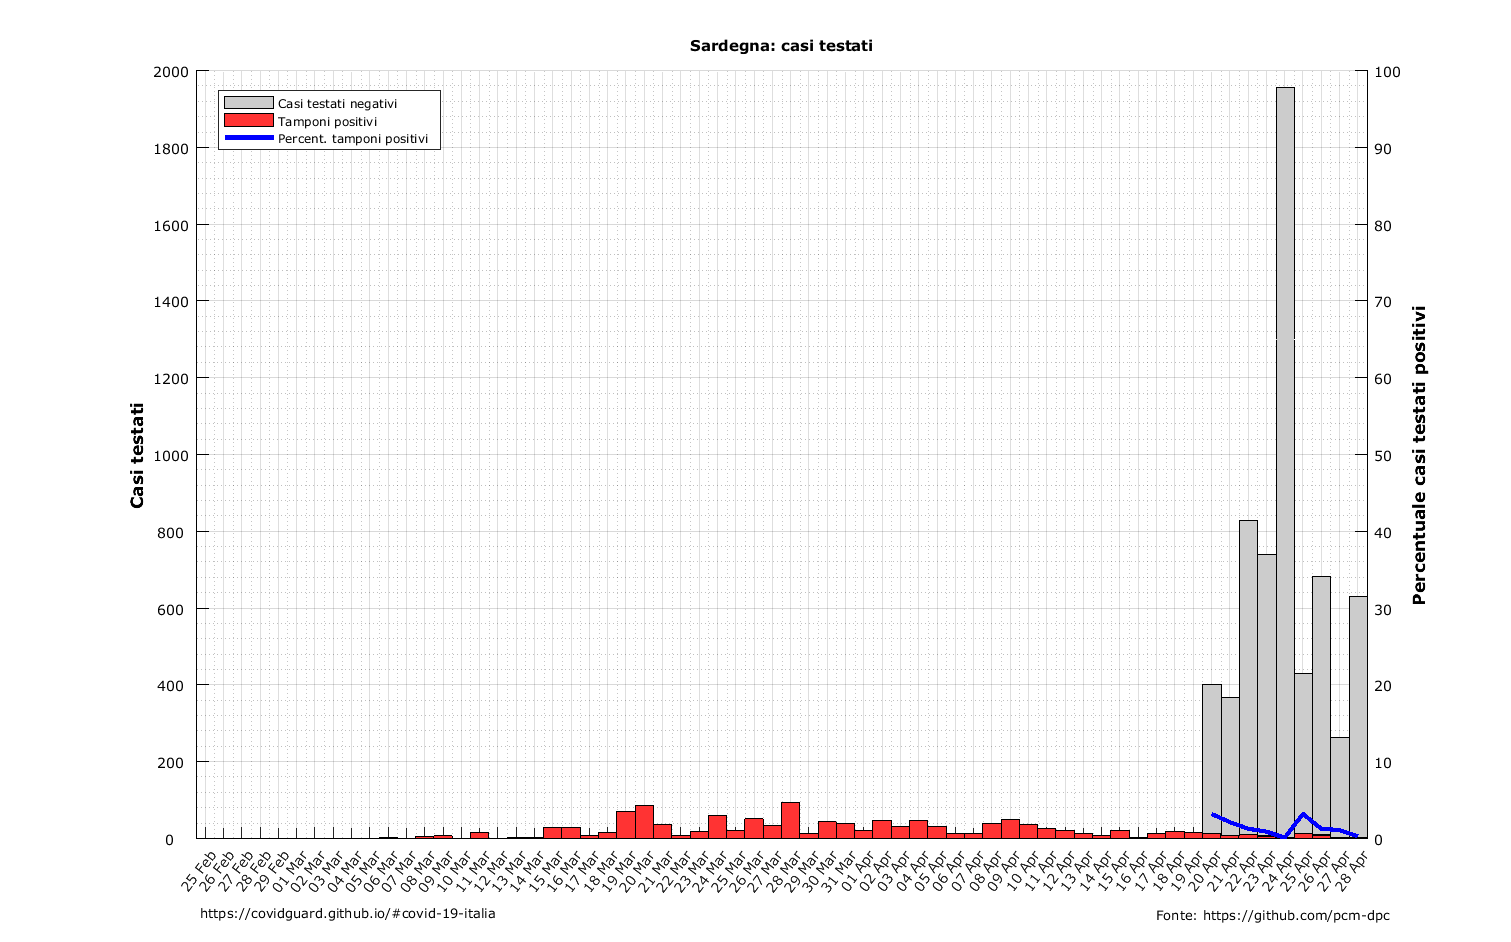 Sardegna: casi testati
Casi testati negativi
Tamponi positivi
Percent. tamponi positivi
Casi testati
2000
1800
1600
1400
1200
1000
800
600
400
200
0
100
90
80
70
60
50
40
30
20
10
0
Percentuale casi testati positivi
25 Feb
26 Feb
27 Feb
28 Feb
29 Feb
01 Mar
02 Mar
03 Mar
04 Mar
05 Mar
06 Mar
07 Mar
08 Mar
09 Mar
10 Mar
11 Mar
12 Mar
13 Mar
14 Mar
15 Mar
16 Mar
17 Mar
18 Mar
19 Mar
20 Mar
21 Mar
22 Mar
23 Mar
24 Mar
25 Mar
26 Mar
27 Mar
28 Mar
29 Mar
30 Mar
31 Mar
01 Apr
02 Apr
03 Apr
04 Apr
05 Apr
06 Apr
07 Apr
08 Apr
09 Apr
10 Apr
11 Apr
12 Apr
13 Apr
14 Apr
15 Apr
16 Apr
17 Apr
18 Apr
19 Apr
20 Apr
21 Apr
22 Apr
23 Apr
24 Apr
25 Apr
26 Apr
27 Apr
28 Apr
https://covidguard.github.io/#covid-19-italia
Fonte: https://github.com/pcm-dpc